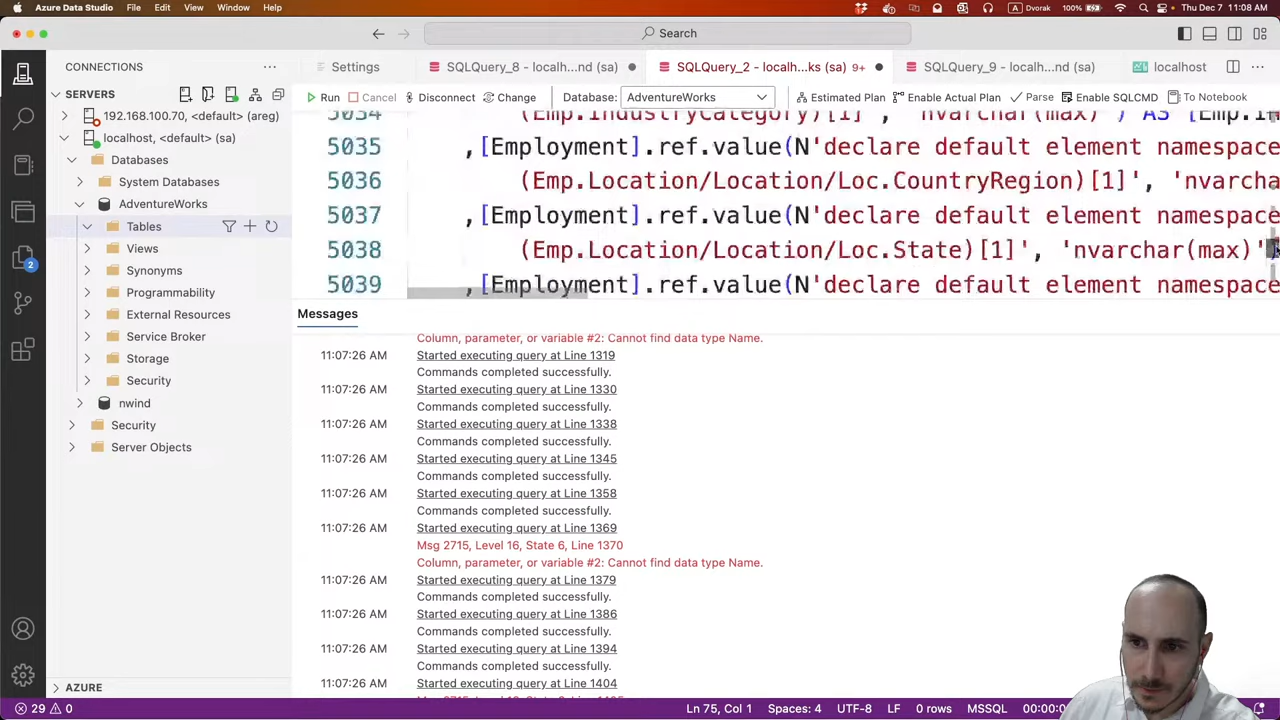 Azure Data Studio File Edit View Window Help Dvorak 100% Thu Dec 7 11:08 AM
Search
CONNECTIONS
Settings
SQLQuery_8 - localh...nd (sa)
SQLQuery_2 - localh...ks (sa) 9+
SQLQuery_9 - localh...nd (sa)
localhost
SERVERS
Run Cancel Disconnect Change Database: AdventureWorks Estimated Plan Enable Actual Plan Parse Enable SQLCMD To Notebook
192.168.100.70, <default> (areg)
localhost, <default> (sa)
Databases
System Databases
AdventureWorks
Tables
Views
Synonyms
Programmability
External Resources
Service Broker
Storage
Security
nwind
Security
Server Objects
AZURE
5034 (Emp.IndustryCategory)[1]', 'nvarchar(max)') AS [Emp.In
5035 ,[Employment].ref.value(N'declare default element namespace
5036 (Emp.Location/Location/Loc.CountryRegion)[1]', 'nvarcha
5037 ,[Employment].ref.value(N'declare default element namespace
5038 (Emp.Location/Location/Loc.State)[1]', 'nvarchar(max)'
5039 ,[Employment].ref.value(N'declare default element namespace
Messages
Column, parameter, or variable #2: Cannot find data type Name.
11:07:26 AM Started executing query at Line 1319
Commands completed successfully.
11:07:26 AM Started executing query at Line 1330
Commands completed successfully.
11:07:26 AM Started executing query at Line 1338
Commands completed successfully.
11:07:26 AM Started executing query at Line 1345
Commands completed successfully.
11:07:26 AM Started executing query at Line 1358
Commands completed successfully.
11:07:26 AM Started executing query at Line 1369
Msg 2715, Level 16, State 6, Line 1370
Column, parameter, or variable #2: Cannot find data type Name.
11:07:26 AM Started executing query at Line 1379
Commands completed successfully.
11:07:26 AM Started executing query at Line 1386
Commands completed successfully.
11:07:26 AM Started executing query at Line 1394
Commands completed successfully.
11:07:26 AM Started executing query at Line 1404
2
29 0 Ln 75, Col 1 Spaces: 4 UTF-8 LF 0 rows MSSQL 00:00:0